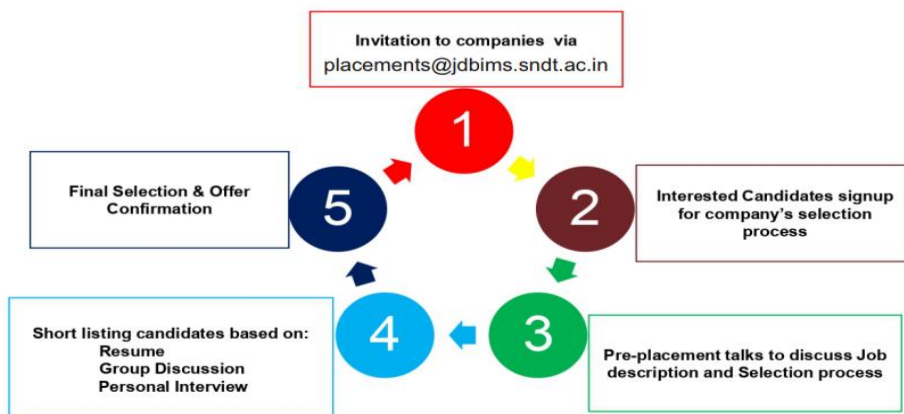 Invitation to companies via
placements@jdbims.sndt.ac.in
1
2
Interested Candidates signup
for company's selection
process
3
Pre-placement talks to discuss Job
description and Selection process
4
Short listing candidates based on:
Resume
Group Discussion
Personal Interview
5
Final Selection & Offer
Confirmation